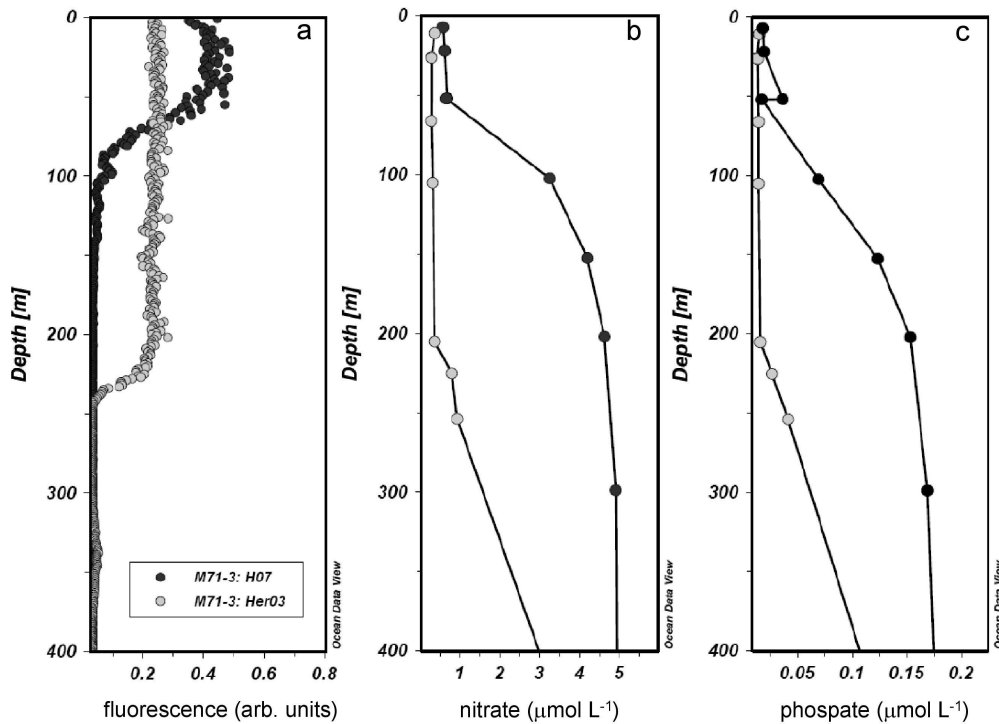 a
b
c
0
100
200
300
400
Depth [m]
0.2
0.4
0.6
0.8
fluorescence (arb. units)
M71-3: H07
M71-3: Her03
Ocean Data View
0
100
200
300
400
Depth [m]
1
2
3
4
5
nitrate (μmol L⁻¹)
Ocean Data View
0
100
200
300
400
Depth [m]
0.05
0.1
0.15
0.2
phospate (μmol L⁻¹)
Ocean Data View